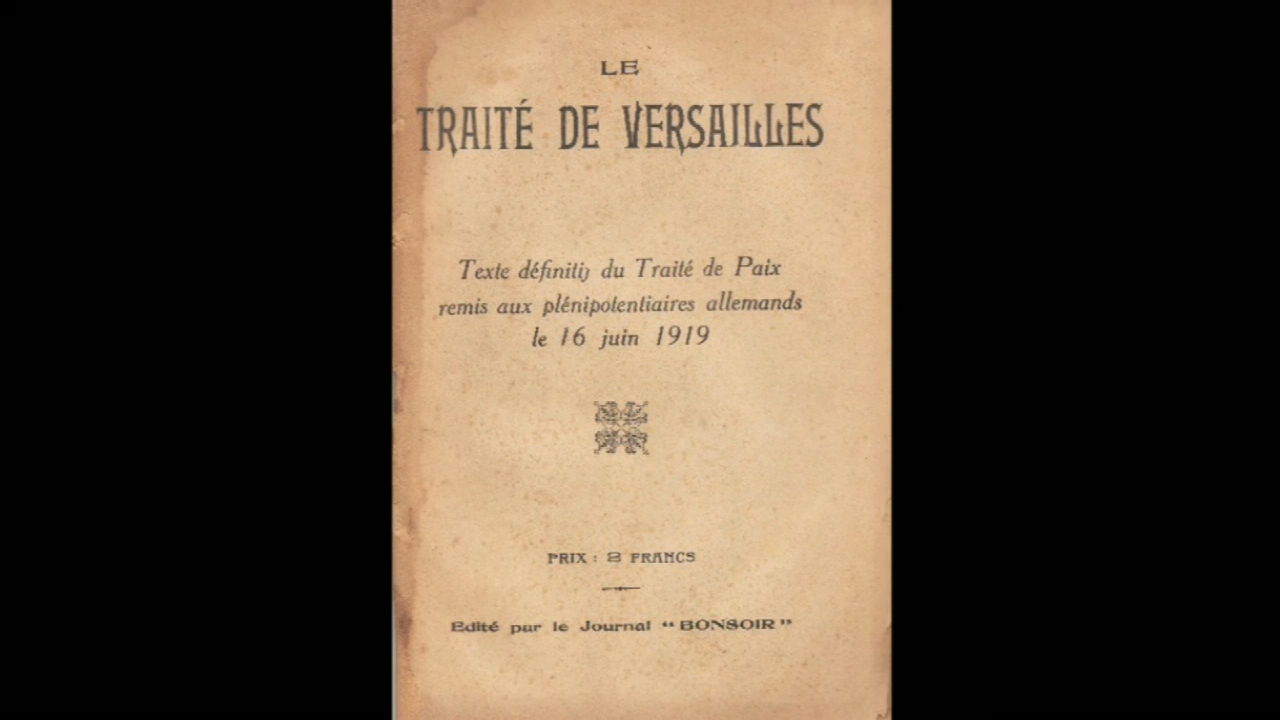 LE
TRAITÉ DE VERSAILLES
Texte définitif du Traité de Paix
remis aux plénipotentiaires allemands
le 16 juin 1919
PRIX : 2 FRANCS
Edité par le Journal "BONSOIR"